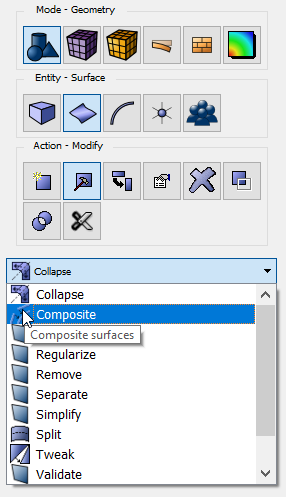 Mode - Geometry
Entity - Surface
Action - Modify
Collapse
Collapse
Composite
Composite surfaces
Regularize
Remove
Separate
Simplify
Split
Tweak
Validate